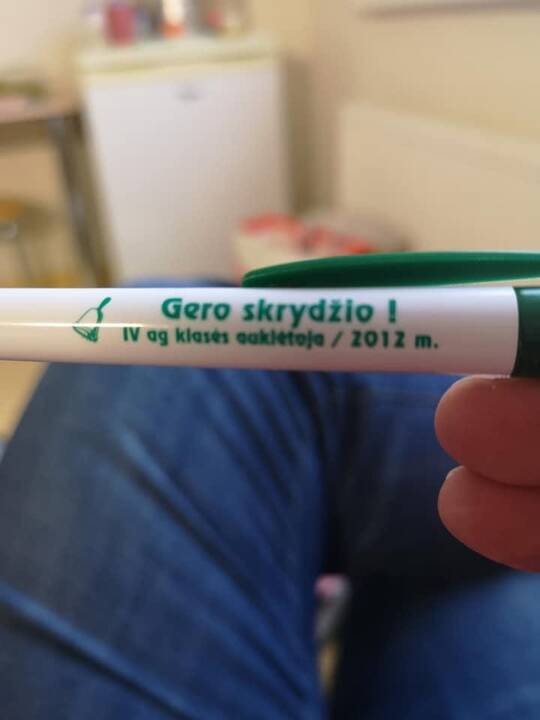 Gero skrydžio !
IV ag klasės auklėtoja / 2012 m.